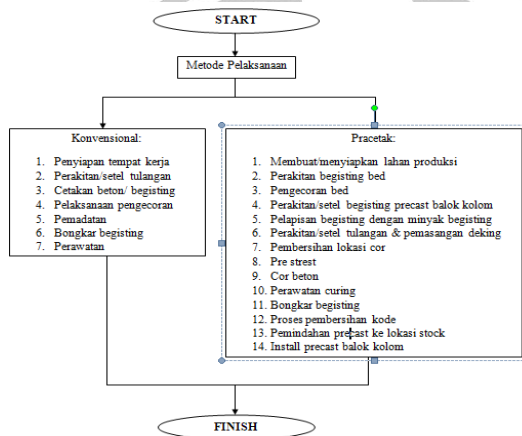 START
Metode Pelaksanaan
Konvensional:
1. Penyiapan tempat kerja
2. Perakitan/setel tulangan
3. Cetakan beton/ begisting
4. Pelaksanaan pengecoran
5. Pemadatan
6. Bongkar begisting
7. Perawatan
Pracetak:
1. Membuat/menyiapkan lahan produksi
2. Perakitan begisting bed
3. Pengecoran bed
4. Perakitan/setel begisting precast balok kolom
5. Pelapisan begisting dengan minyak begisting
6. Perakitan/setel tulangan & pemasangan deking
7. Pembersihan lokasi cor
8. Pre strest
9. Cor beton
10. Perawatan curing
11. Bongkar begisting
12. Proses pembersihan kode
13. Pemindahan precast ke lokasi stock
14. Install precast balok kolom
FINISH